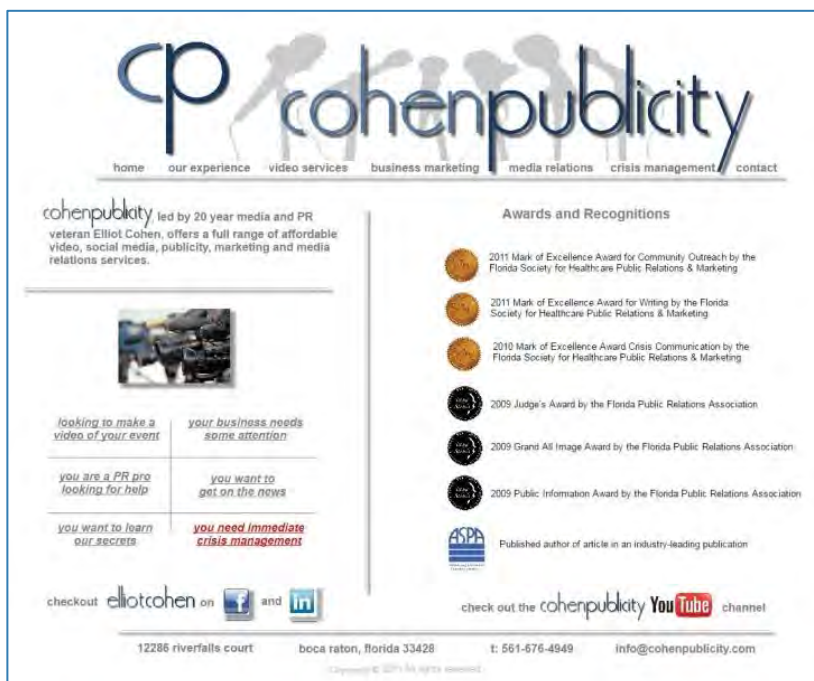 cp cohenpublicity
home our experience video services business marketing media relations crisis management contact
cohenpublicity, led by 20 year media and PR
veteran Elliot Cohen, offers a full range of affordable
video, social media, publicity, marketing and media
relations services.
looking to make a
video of your event
your business needs
some attention
you are a PR pro
looking for help
you want to
get on the news
you want to learn
our secrets
you need immediate
crisis management
checkout elliotcohen on f and in
Awards and Recognitions
2011 Mark of Excellence Award for Community Outreach by the
Florida Society for Healthcare Public Relations & Marketing
2011 Mark of Excellence Award for Writing by the Florida
Society for Healthcare Public Relations & Marketing
2010 Mark of Excellence Award Crisis Communication by the
Florida Society for Healthcare Public Relations & Marketing
2009 Judge's Award by the Florida Public Relations Association
2009 Grand All Image Award by the Florida Public Relations Association
2009 Public Information Award by the Florida Public Relations Association
ASPA
Published author of article in an industry-leading publication
check out the cohenpublicity YouTube channel
12286 riverfalls court boca raton, florida 33428 t: 561-676-4949 info@cohenpublicity.com
Copyright © 2011 All rights reserved